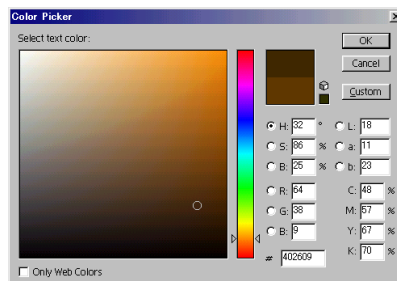 Color Picker
Select text color:
OK
Cancel
Custom
H: 32 ° L: 18
S: 86 % a: 11
B: 25 % b: 23
R: 64 C: 48 %
G: 38 M: 57 %
B: 9 Y: 67 %
# 402609 K: 70 %
Only Web Colors